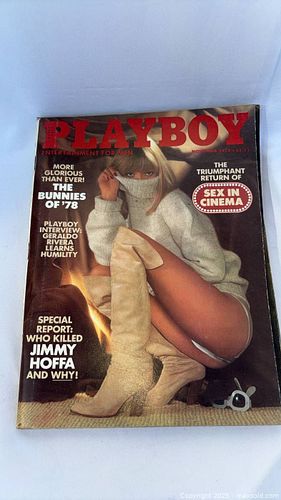 PLAYBOY
ENTERTAINMENT FOR MEN
MORE
GLORIOUS
THAN EVER!
THE
BUNNIES
OF '78
PLAYBOY
INTERVIEW:
GERALDO
RIVERA
LEARNS
HUMILITY
SPECIAL
REPORT:
WHO KILLED
JIMMY
HOFFA
AND WHY!
THE
TRIUMPHANT
RETURN OF
SEX IN
CINEMA